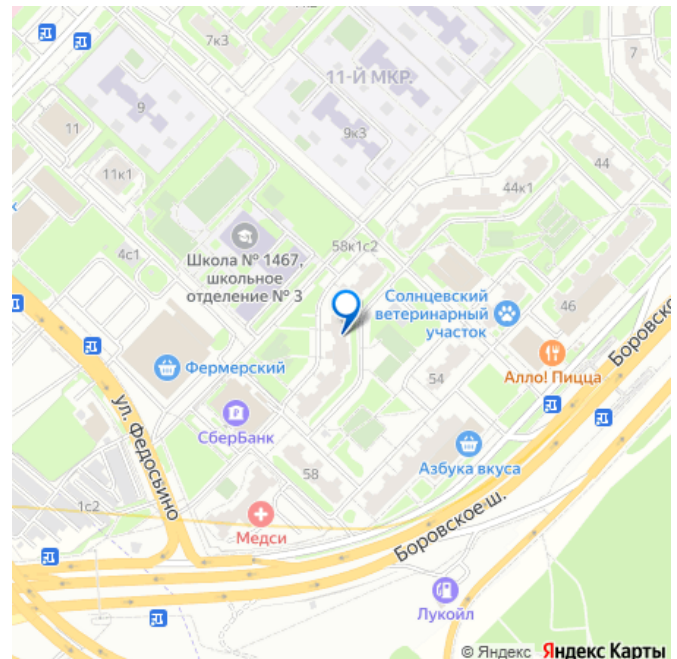 7к3
7
11-Й МКР.
9
9к3
11
44
11к1
44к1
58к1с2
4с1
Школа № 1467,
школьное
отделение № 3
Солнцевский
ветеринарный
участок
46
Боровско
Фермерский
Алло! Пицца
54
ул. Федосьино
СберБанк
Азбука вкуса
58
1с2
Медси
Боровское ш.
Лукойл
© Яндекс Яндекс Карты